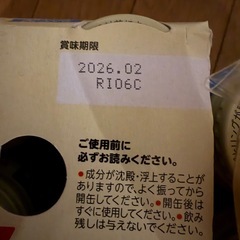 賞味期限
2026.02
RI06C
ご使用前に
必ずお読みください。
●成分が沈殿・浮上することが
ありますので、よく振ってから
開缶してください。●開缶後は
すぐに使用してください。●飲み
残しは与えないでください。